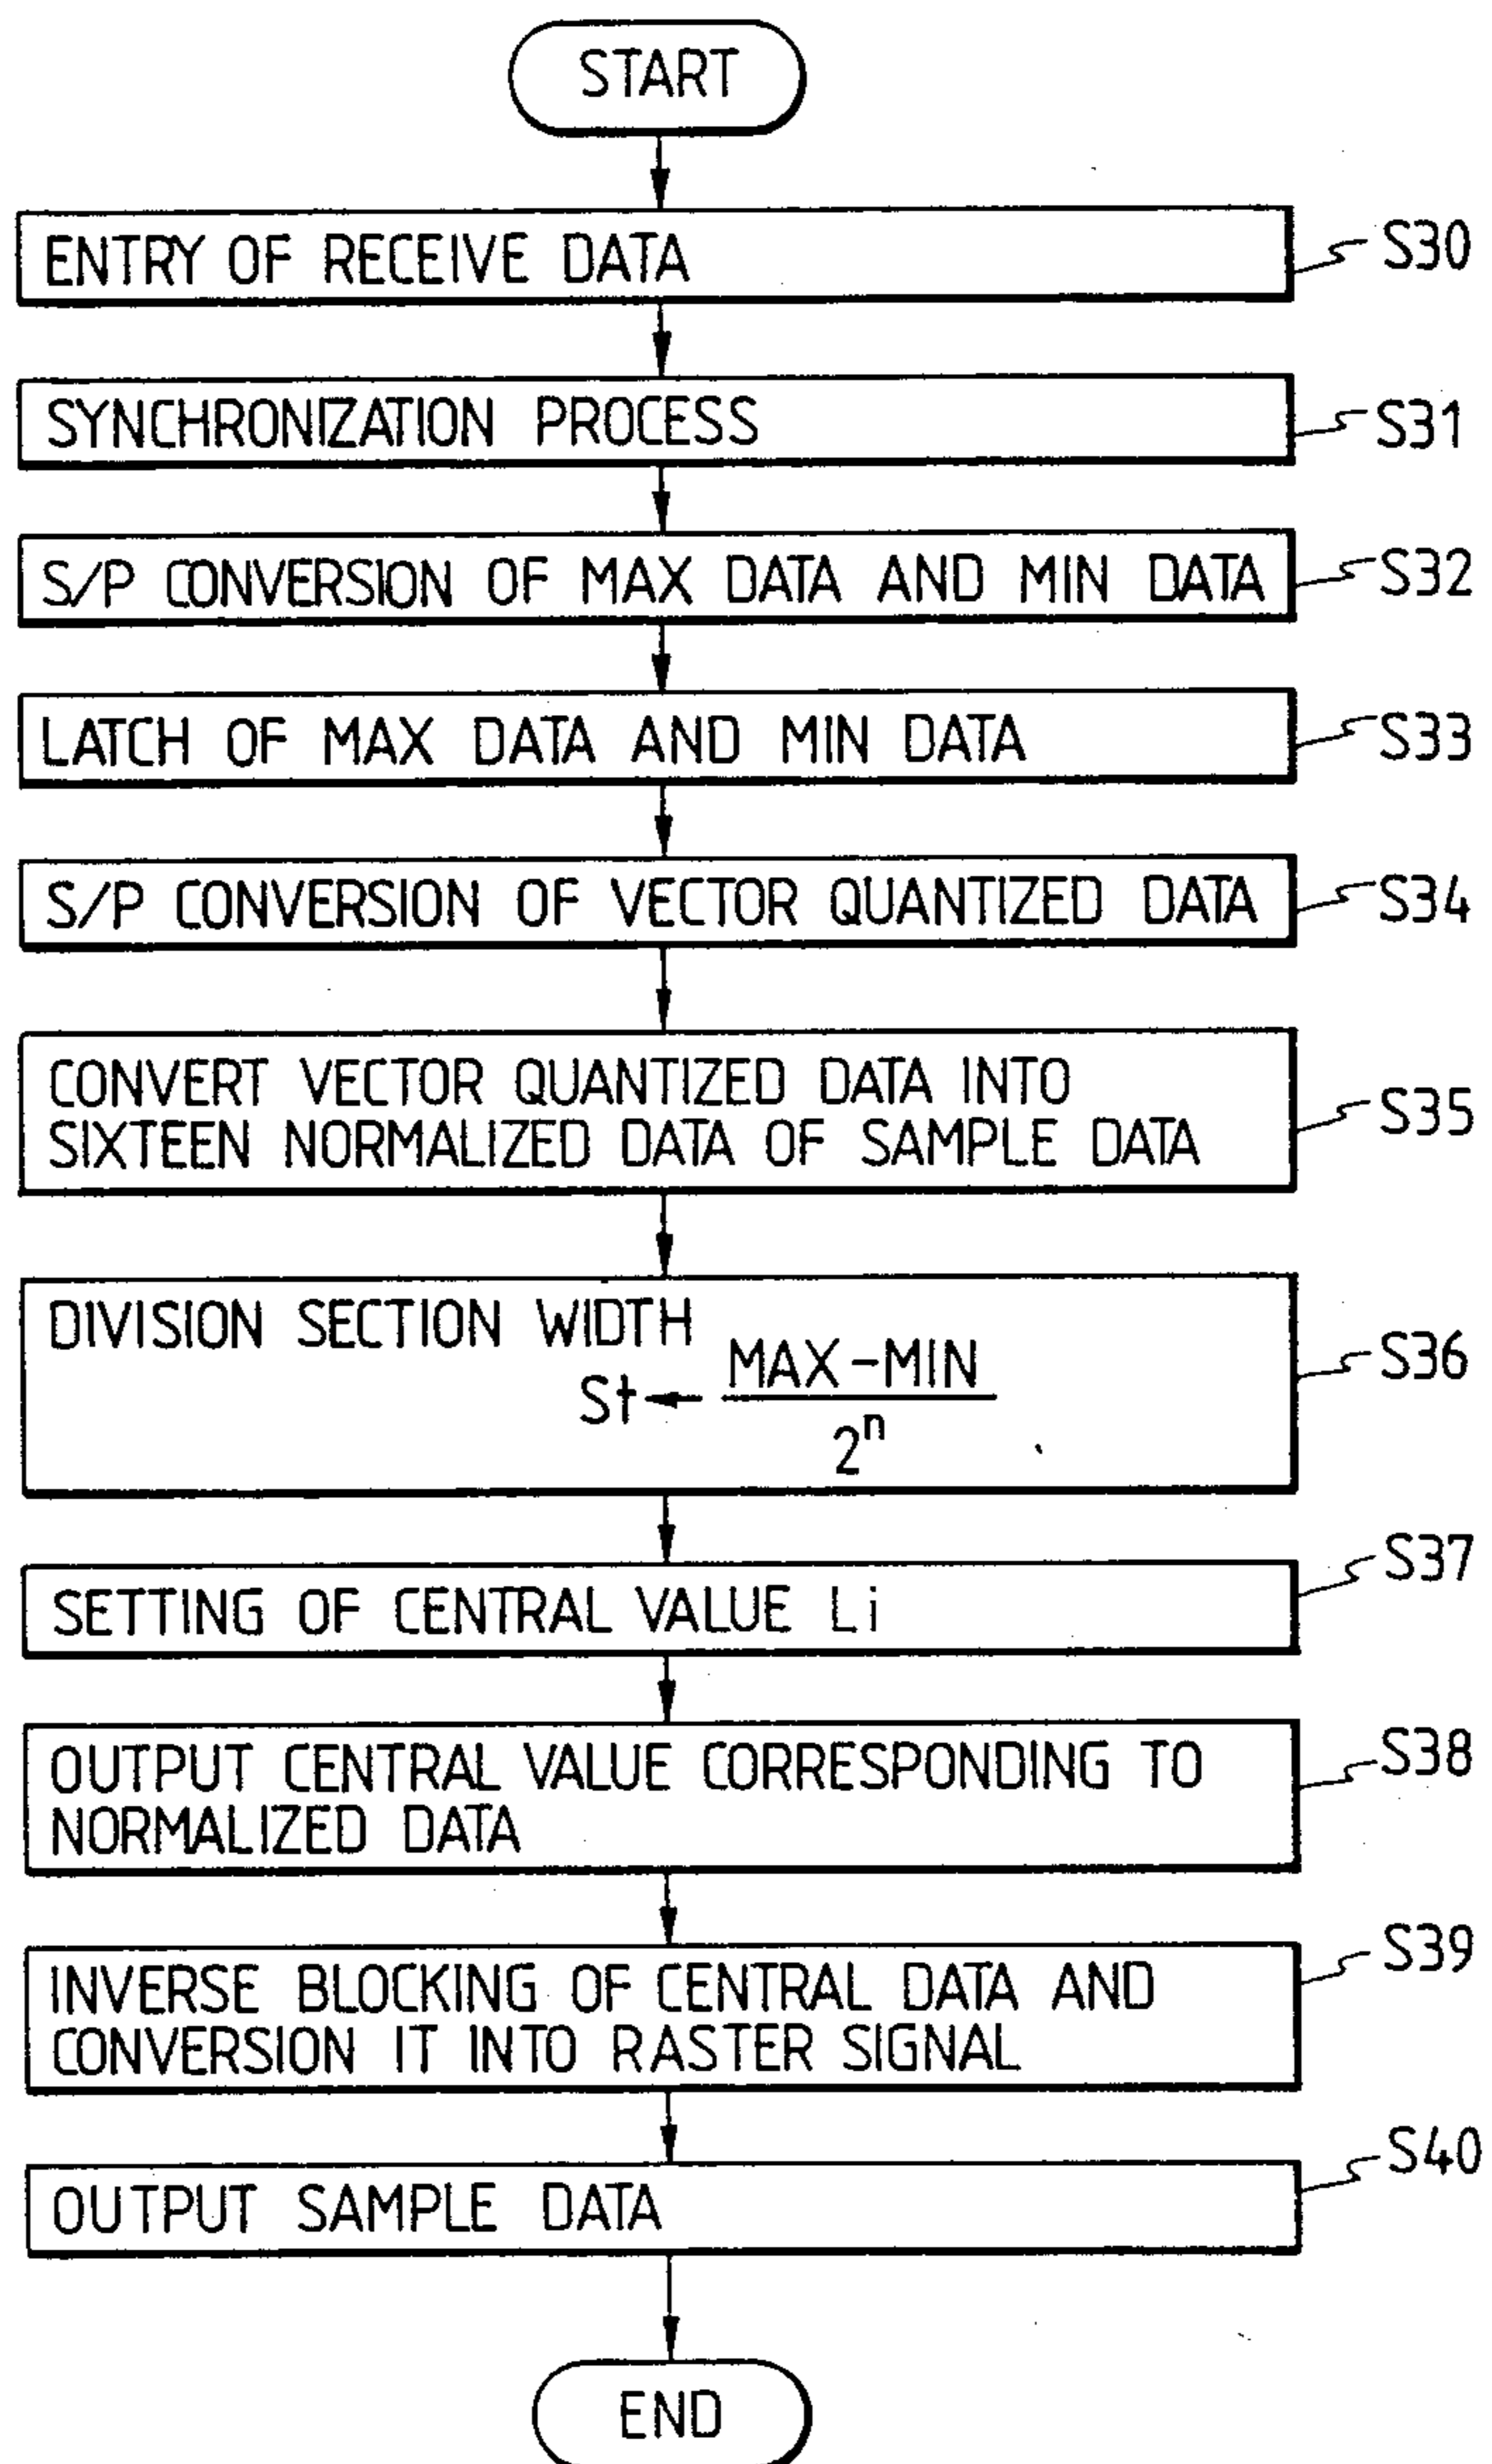 START
ENTRY OF RECEIVE DATA
S30
SYNCHRONIZATION PROCESS
S31
S/P CONVERSION OF MAX DATA AND MIN DATA
S32
LATCH OF MAX DATA AND MIN DATA
S33
S/P CONVERSION OF VECTOR QUANTIZED DATA
S34
CONVERT VECTOR QUANTIZED DATA INTO
SIXTEEN NORMALIZED DATA OF SAMPLE DATA
S35
DIVISION SECTION WIDTH
St ← MAX-MIN
2^n
S36
SETTING OF CENTRAL VALUE Li
S37
OUTPUT CENTRAL VALUE CORRESPONDING TO
NORMALIZED DATA
S38
INVERSE BLOCKING OF CENTRAL DATA AND
CONVERSION IT INTO RASTER SIGNAL
S39
OUTPUT SAMPLE DATA
S40
END